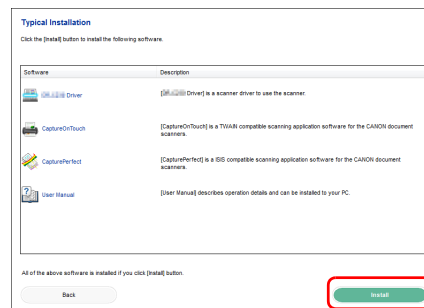 Typical Installation
Click the [Install] button to install the following software.
Software Description
Driver
[ Driver] is a scanner driver to use the scanner.
CaptureOnTouch
[CaptureOnTouch] is a TWAIN compatible scanning application software for the CANON document
scanners.
CapturePerfect
[CapturePerfect] is a ISIS compatible scanning application software for the CANON document
scanners.
User Manual
[User Manual] describes operation details and can be installed to your PC.
All of the above software is installed if you click [Install] button.
Back Install